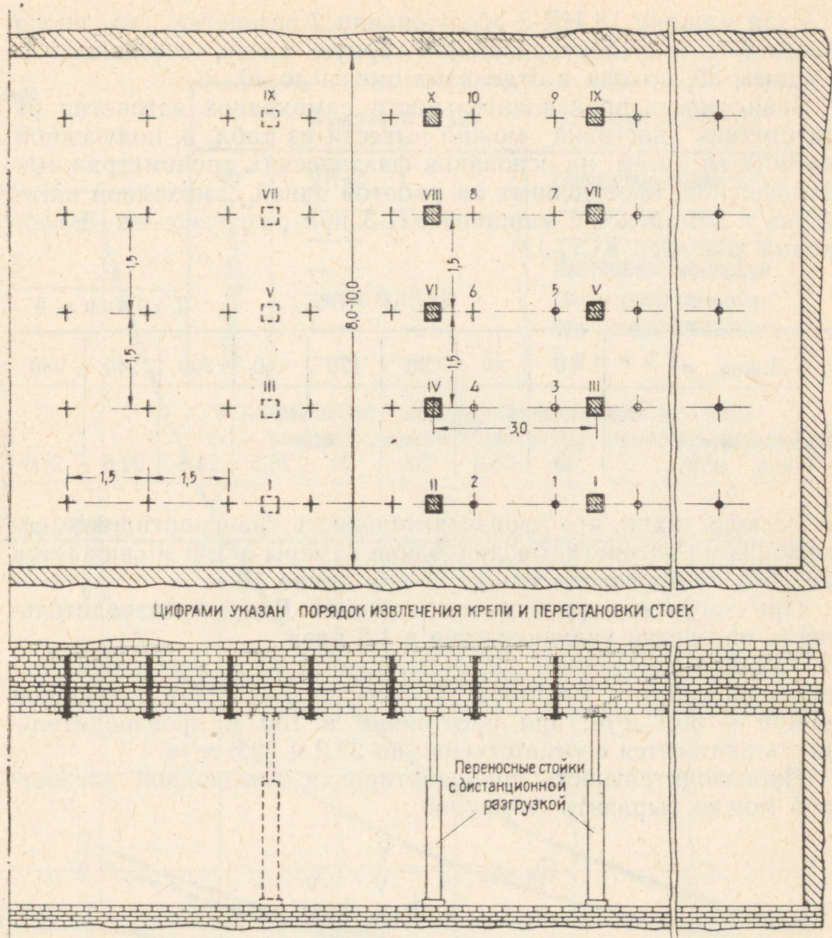 IX X 10 9 IX
VII VIII 8 7 VII
1,5 1,5
V VI 6 5 V
8,0-10,0
1,5 1,5
III IV 4 3 III
3,0
1,5 1,5
I II 2 1 I
ЦИФРАМИ УКАЗАН ПОРЯДОК ИЗВЛЕЧЕНИЯ КРЕПИ И ПЕРЕСТАНОВКИ СТОЕК
Переносные стойки
с дистанционной
разгрузкой